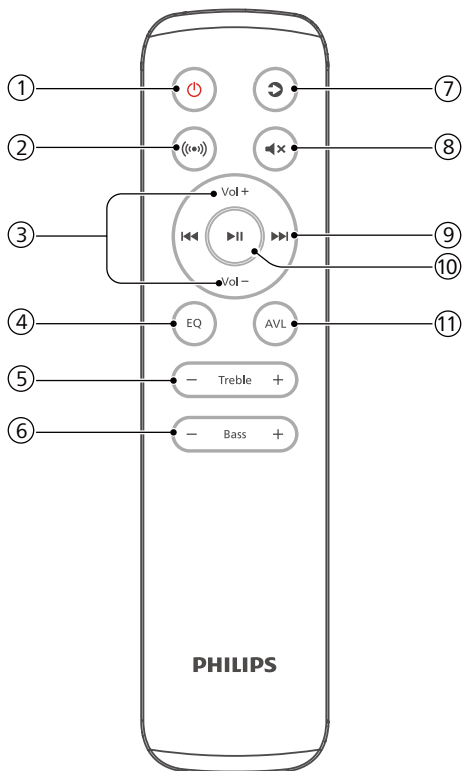 1
7
2
8
Vol +
3
9
10
Vol −
4
EQ
AVL
11
5
− Treble +
6
− Bass +
PHILIPS